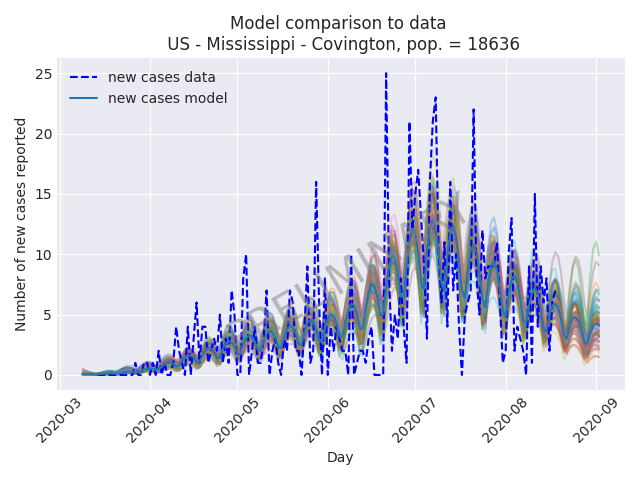 Model comparison to data
US - Mississippi - Covington, pop. = 18636
Number of new cases reported
25
20
15
10
5
0
new cases data
new cases model
2020-03
2020-04
2020-05
2020-06
2020-07
2020-08
2020-09
Day